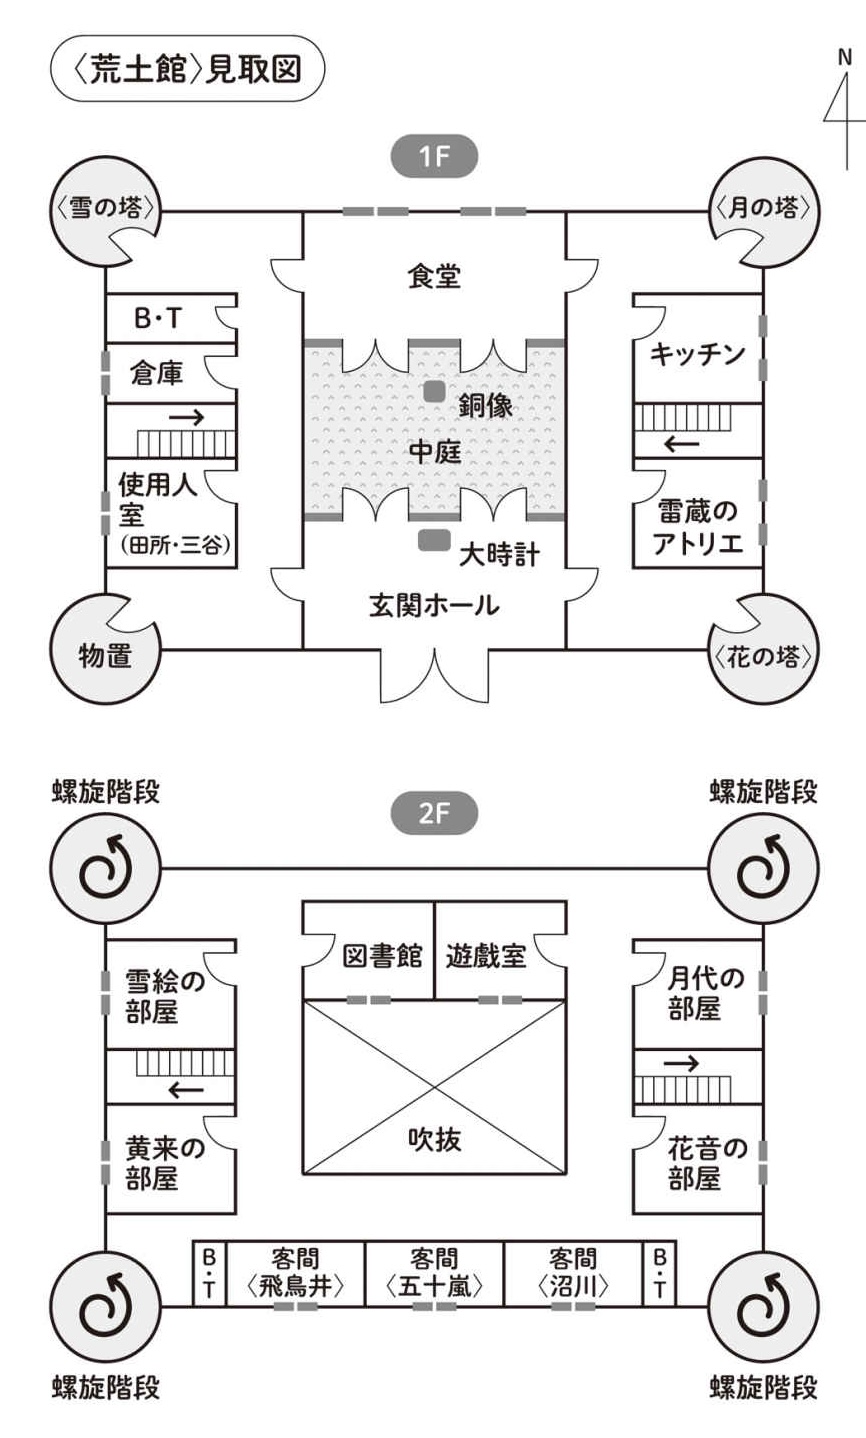 〈荒土館〉見取図
N
1F
〈雪の塔〉
〈月の塔〉
食堂
B・T
キッチン
倉庫
銅像
中庭
使用人
室
(田所・三谷)
雷蔵の
アトリエ
大時計
玄関ホール
物置
〈花の塔〉
螺旋階段
螺旋階段
2F
図書館
遊戯室
雪絵の
部屋
月代の
部屋
吹抜
黄来の
部屋
花音の
部屋
B・T
客間
〈飛鳥井〉
客間
〈五十嵐〉
客間
〈沼川〉
B・T
螺旋階段
螺旋階段